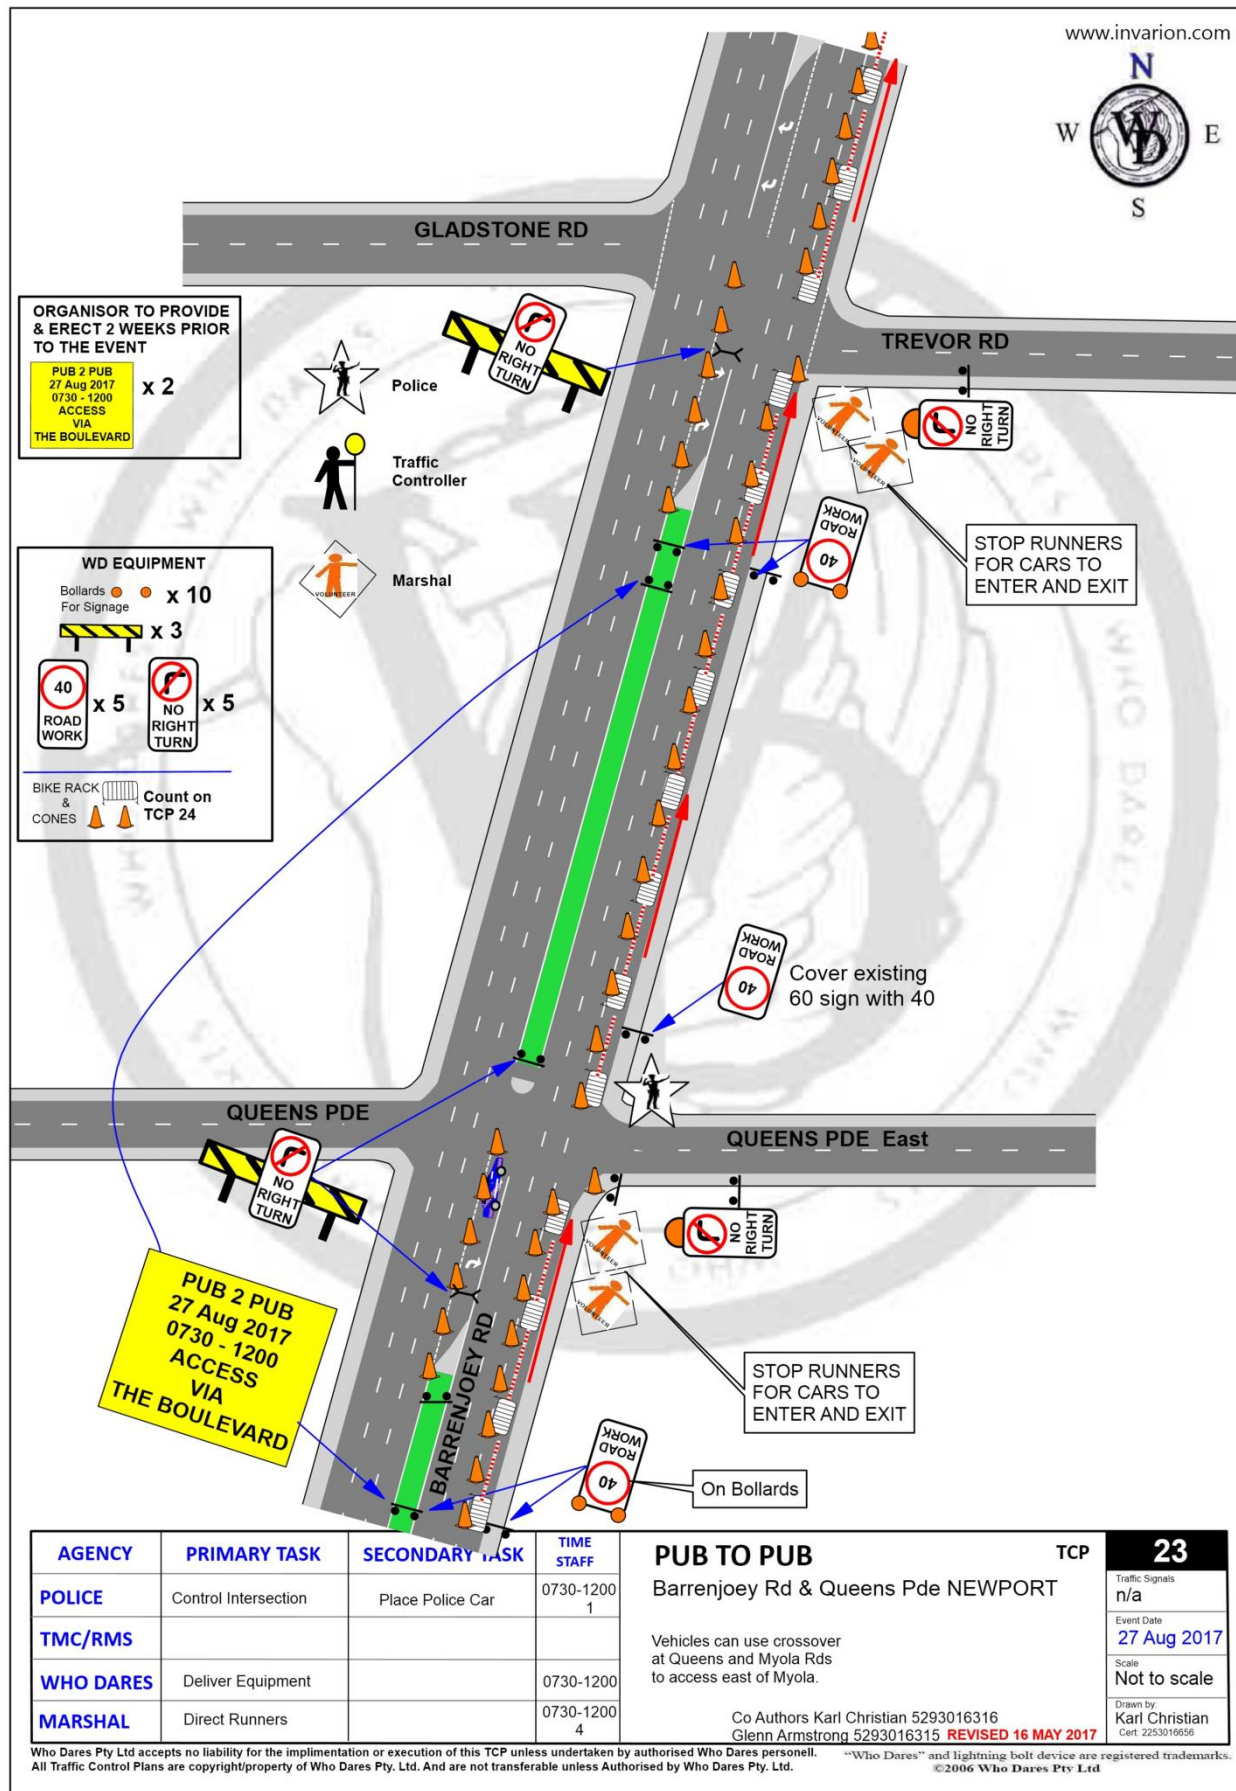 www.invarion.com
N
W
E
S
WD
GLADSTONE RD
TREVOR RD
ORGANISOR TO PROVIDE
& ERECT 2 WEEKS PRIOR
TO THE EVENT
PUB 2 PUB
27 Aug 2017
0730 - 1200
ACCESS
VIA
THE BOULEVARD
x 2
Police
Traffic
Controller
VOLUNTEER
Marshal
NO
RIGHT
TURN
VOLUNTEER
VOLUNTEER
NO
RIGHT
TURN
ROAD
WORK
40
STOP RUNNERS
FOR CARS TO
ENTER AND EXIT
WD EQUIPMENT
Bollards
For Signage
x 10
x 3
40
ROAD
WORK
x 5
NO
RIGHT
TURN
x 5
BIKE RACK
&
CONES
Count on
TCP 24
ROAD
WORK
40
Cover existing
60 sign with 40
QUEENS PDE
QUEENS PDE East
NO
RIGHT
TURN
VOLUNTEER
VOLUNTEER
NO
RIGHT
TURN
PUB 2 PUB
27 Aug 2017
0730 - 1200
ACCESS
VIA
THE BOULEVARD
BARRENJOEY RD
STOP RUNNERS
FOR CARS TO
ENTER AND EXIT
ROAD
WORK
40
On Bollards
AGENCY PRIMARY TASK SECONDARY TASK TIME STAFF
POLICE Control Intersection Place Police Car 0730-1200 1
TMC/RMS
WHO DARES Deliver Equipment 0730-1200
MARSHAL Direct Runners 0730-1200 4
PUB TO PUB TCP 23
Barrenjoey Rd & Queens Pde NEWPORT
Vehicles can use crossover
at Queens and Myola Rds
to access east of Myola.
Co Authors Karl Christian 5293016316
Glenn Armstrong 5293016315 REVISED 16 MAY 2017
Traffic Signals
n/a
Event Date
27 Aug 2017
Scale
Not to scale
Drawn by:
Karl Christian
Cert: 2253016656
Who Dares Pty Ltd accepts no liability for the implimentation or execution of this TCP unless undertaken by authorised Who Dares personell.
All Traffic Control Plans are copyright/property of Who Dares Pty. Ltd. And are not transferable unless Authorised by Who Dares Pty. Ltd.
“Who Dares” and lightning bolt device are registered trademarks.
©2006 Who Dares Pty Ltd